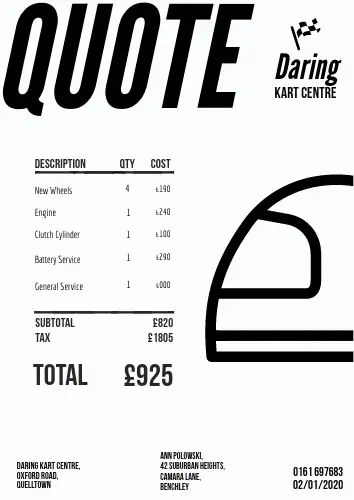 QUOTE
Daring
KART CENTRE
DESCRIPTION QTY COST
New Wheels 4 £190
Engine 1 £240
Clutch Cylinder 1 £100
Battery Service 1 £290
General Service 1 £000
SUBTOTAL £820
TAX £1805
TOTAL £925
DARING KART CENTRE,
OXFORD ROAD,
QUELLTOWN
ANN POLOWSKI,
42 SUBURBAN HEIGHTS,
CAMARA LANE,
BENCHLEY
0161 697683
02/01/2020